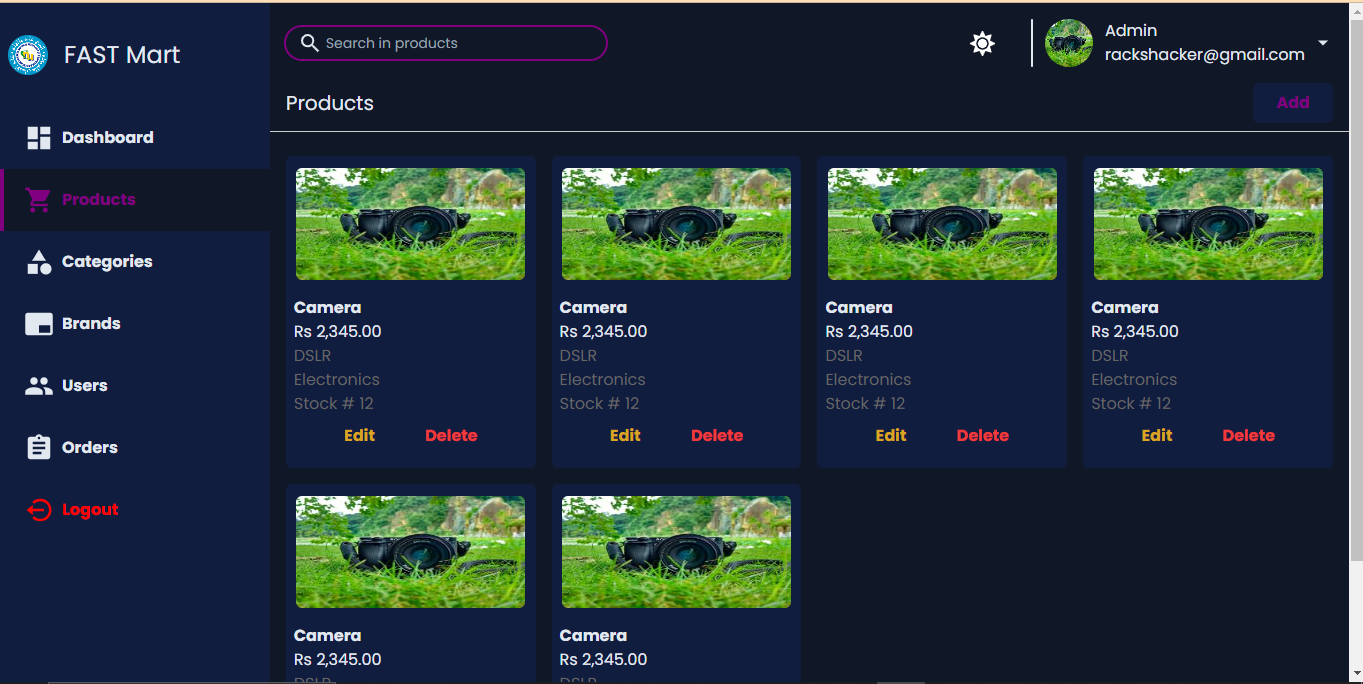 FAST Mart
Search in products
Admin
rackshacker@gmail.com
Products
Add
Dashboard
Products
Categories
Brands
Users
Orders
Logout
Camera
Rs 2,345.00
DSLR
Electronics
Stock # 12
Edit Delete
Camera
Rs 2,345.00
DSLR
Electronics
Stock # 12
Edit Delete
Camera
Rs 2,345.00
DSLR
Electronics
Stock # 12
Edit Delete
Camera
Rs 2,345.00
DSLR
Electronics
Stock # 12
Edit Delete
Camera
Rs 2,345.00
DSLR
Camera
Rs 2,345.00
DSLR